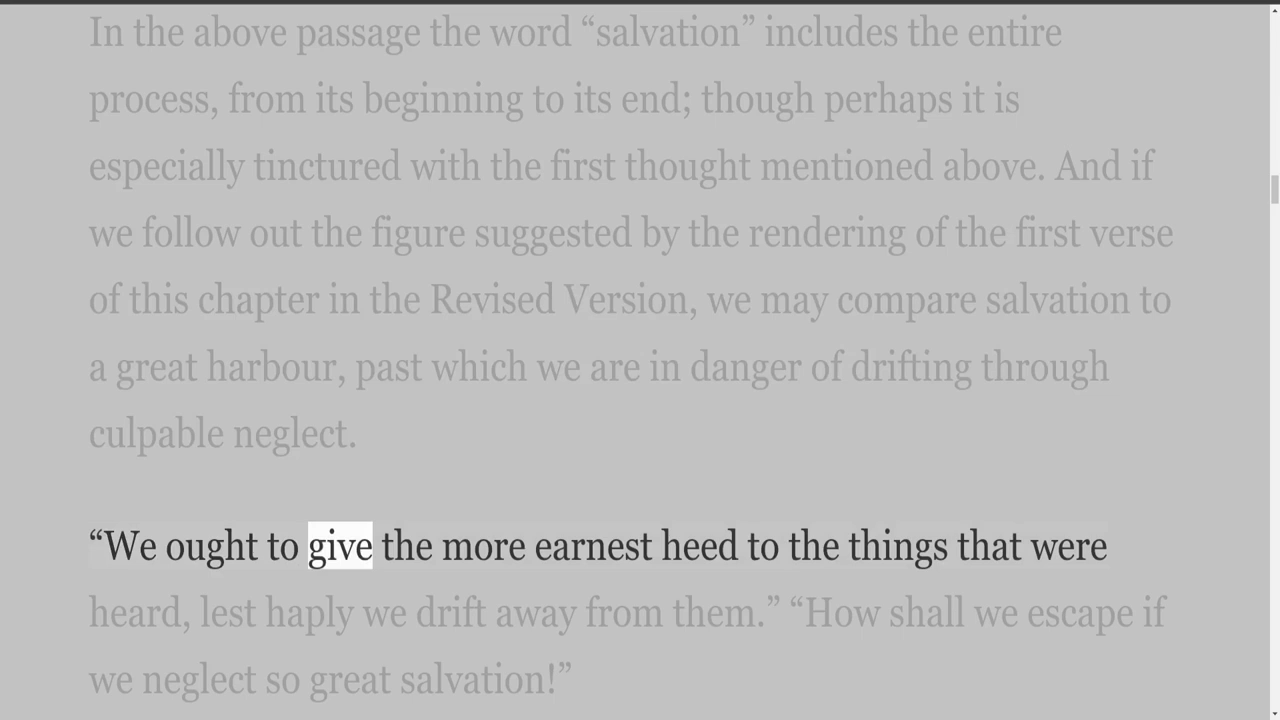 In the above passage the word “salvation” includes the entire
process, from its beginning to its end; though perhaps it is
especially tinctured with the first thought mentioned above. And if
we follow out the figure suggested by the rendering of the first verse
of this chapter in the Revised Version, we may compare salvation to
a great harbour, past which we are in danger of drifting through
culpable neglect.
“We ought to give the more earnest heed to the things that were
heard, lest haply we drift away from them.” “How shall we escape if
we neglect so great salvation!”